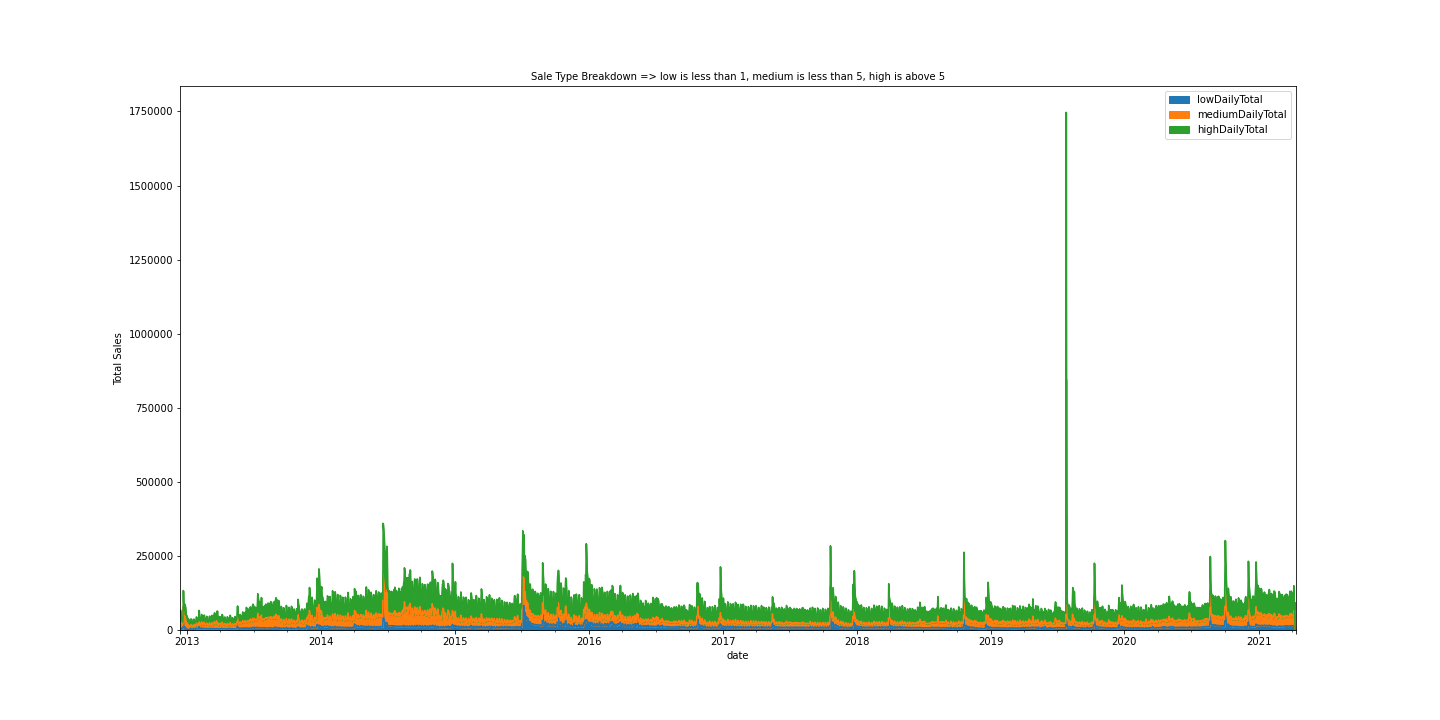 Sale Type Breakdown => low is less than 1, medium is less than 5, high is above 5
lowDailyTotal
mediumDailyTotal
highDailyTotal
1750000
1500000
1250000
1000000
750000
500000
250000
0
Total Sales
2013 2014 2015 2016 2017 2018 2019 2020 2021
date